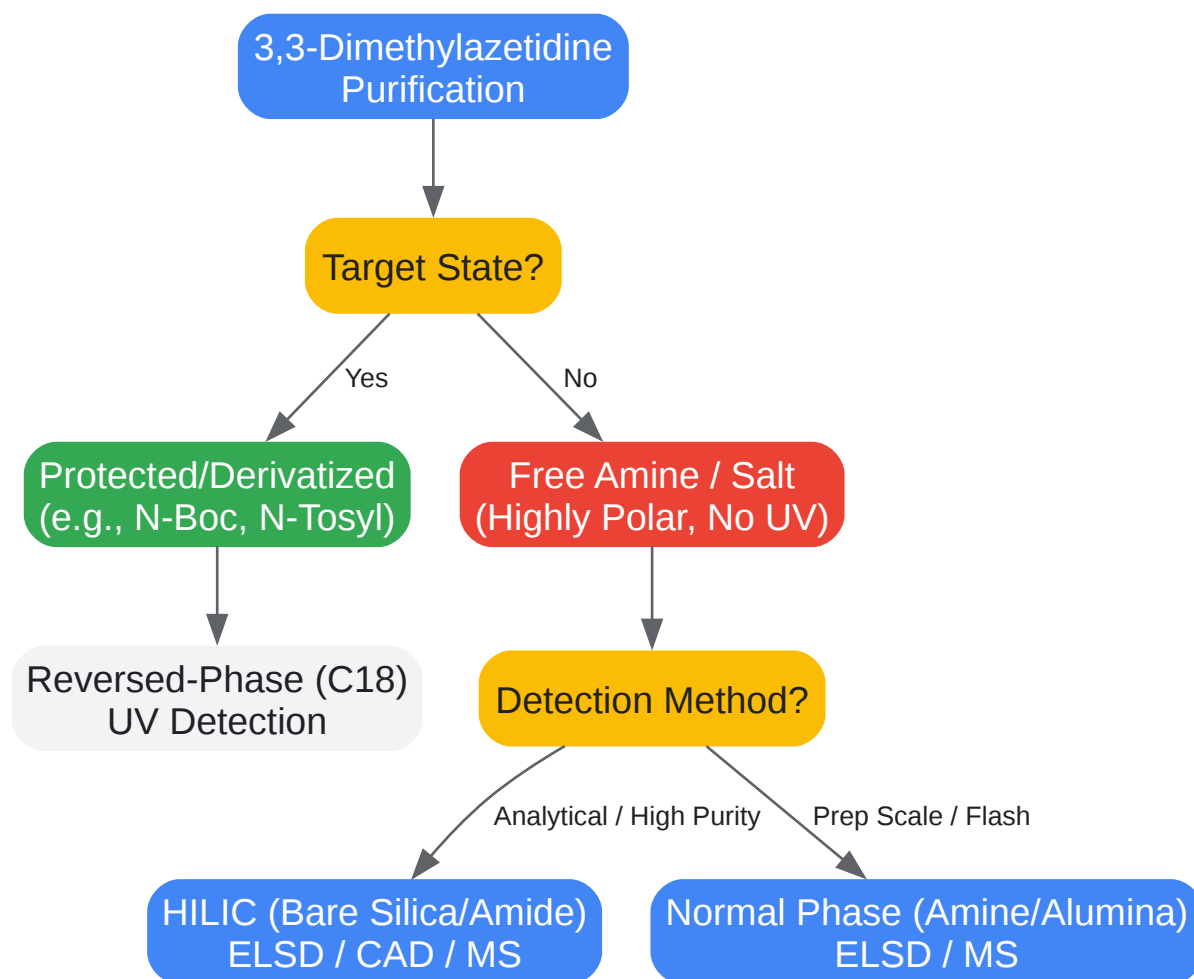 3,3-Dimethylazetidine
Purification
Target State?
Yes
No
Protected/Derivatized
(e.g., N-Boc, N-Tosyl)
Free Amine / Salt
(Highly Polar, No UV)
Reversed-Phase (C18)
UV Detection
Detection Method?
Analytical / High Purity
Prep Scale / Flash
HILIC (Bare Silica/Amide)
ELSD / CAD / MS
Normal Phase (Amine/Alumina)
ELSD / MS